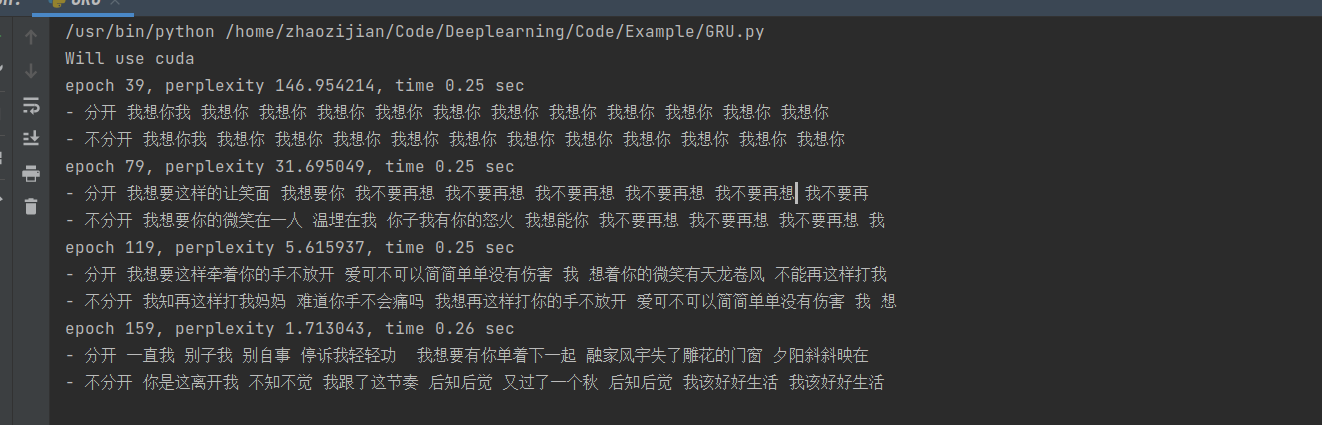 GRU
/usr/bin/python /home/zhaozijian/Code/Deeplearning/Code/Example/GRU.py
Will use cuda
epoch 39, perplexity 146.954214, time 0.25 sec
- 分开 我想你我 我想你 我想你 我想你 我想你 我想你 我想你 我想你 我想你 我想你 我想你 我想你
- 不分开 我想你我 我想你 我想你 我想你 我想你 我想你 我想你 我想你 我想你 我想你 我想你 我想你
epoch 79, perplexity 31.695049, time 0.25 sec
- 分开 我想要这样的让笑面 我想要你 我不要再想 我不要再想 我不要再想 我不要再想 我不要再想 我不要再
- 不分开 我想要你的微笑在一人 温埋在我 你子我有你的怒火 我想能你 我不要再想 我不要再想 我不要再想 我
epoch 119, perplexity 5.615937, time 0.25 sec
- 分开 我想要这样牵着你的手不放开 爱可不可以简简单单没有伤害 我 想着你的微笑有天龙卷风 不能再这样打我
- 不分开 我知再这样打我妈妈 难道你手不会痛吗 我想再这样打你的手不放开 爱可不可以简简单单没有伤害 我 想
epoch 159, perplexity 1.713043, time 0.26 sec
- 分开 一直我 别子我 别自事 停诉我轻轻功  我想要有你单着下一起 融家风宇失了雕花的门窗 夕阳斜斜映在
- 不分开 你是这离开我 不知不觉 我跟了这节奏 后知后觉 又过了一个秋 后知后觉 我该好好生活 我该好好生活